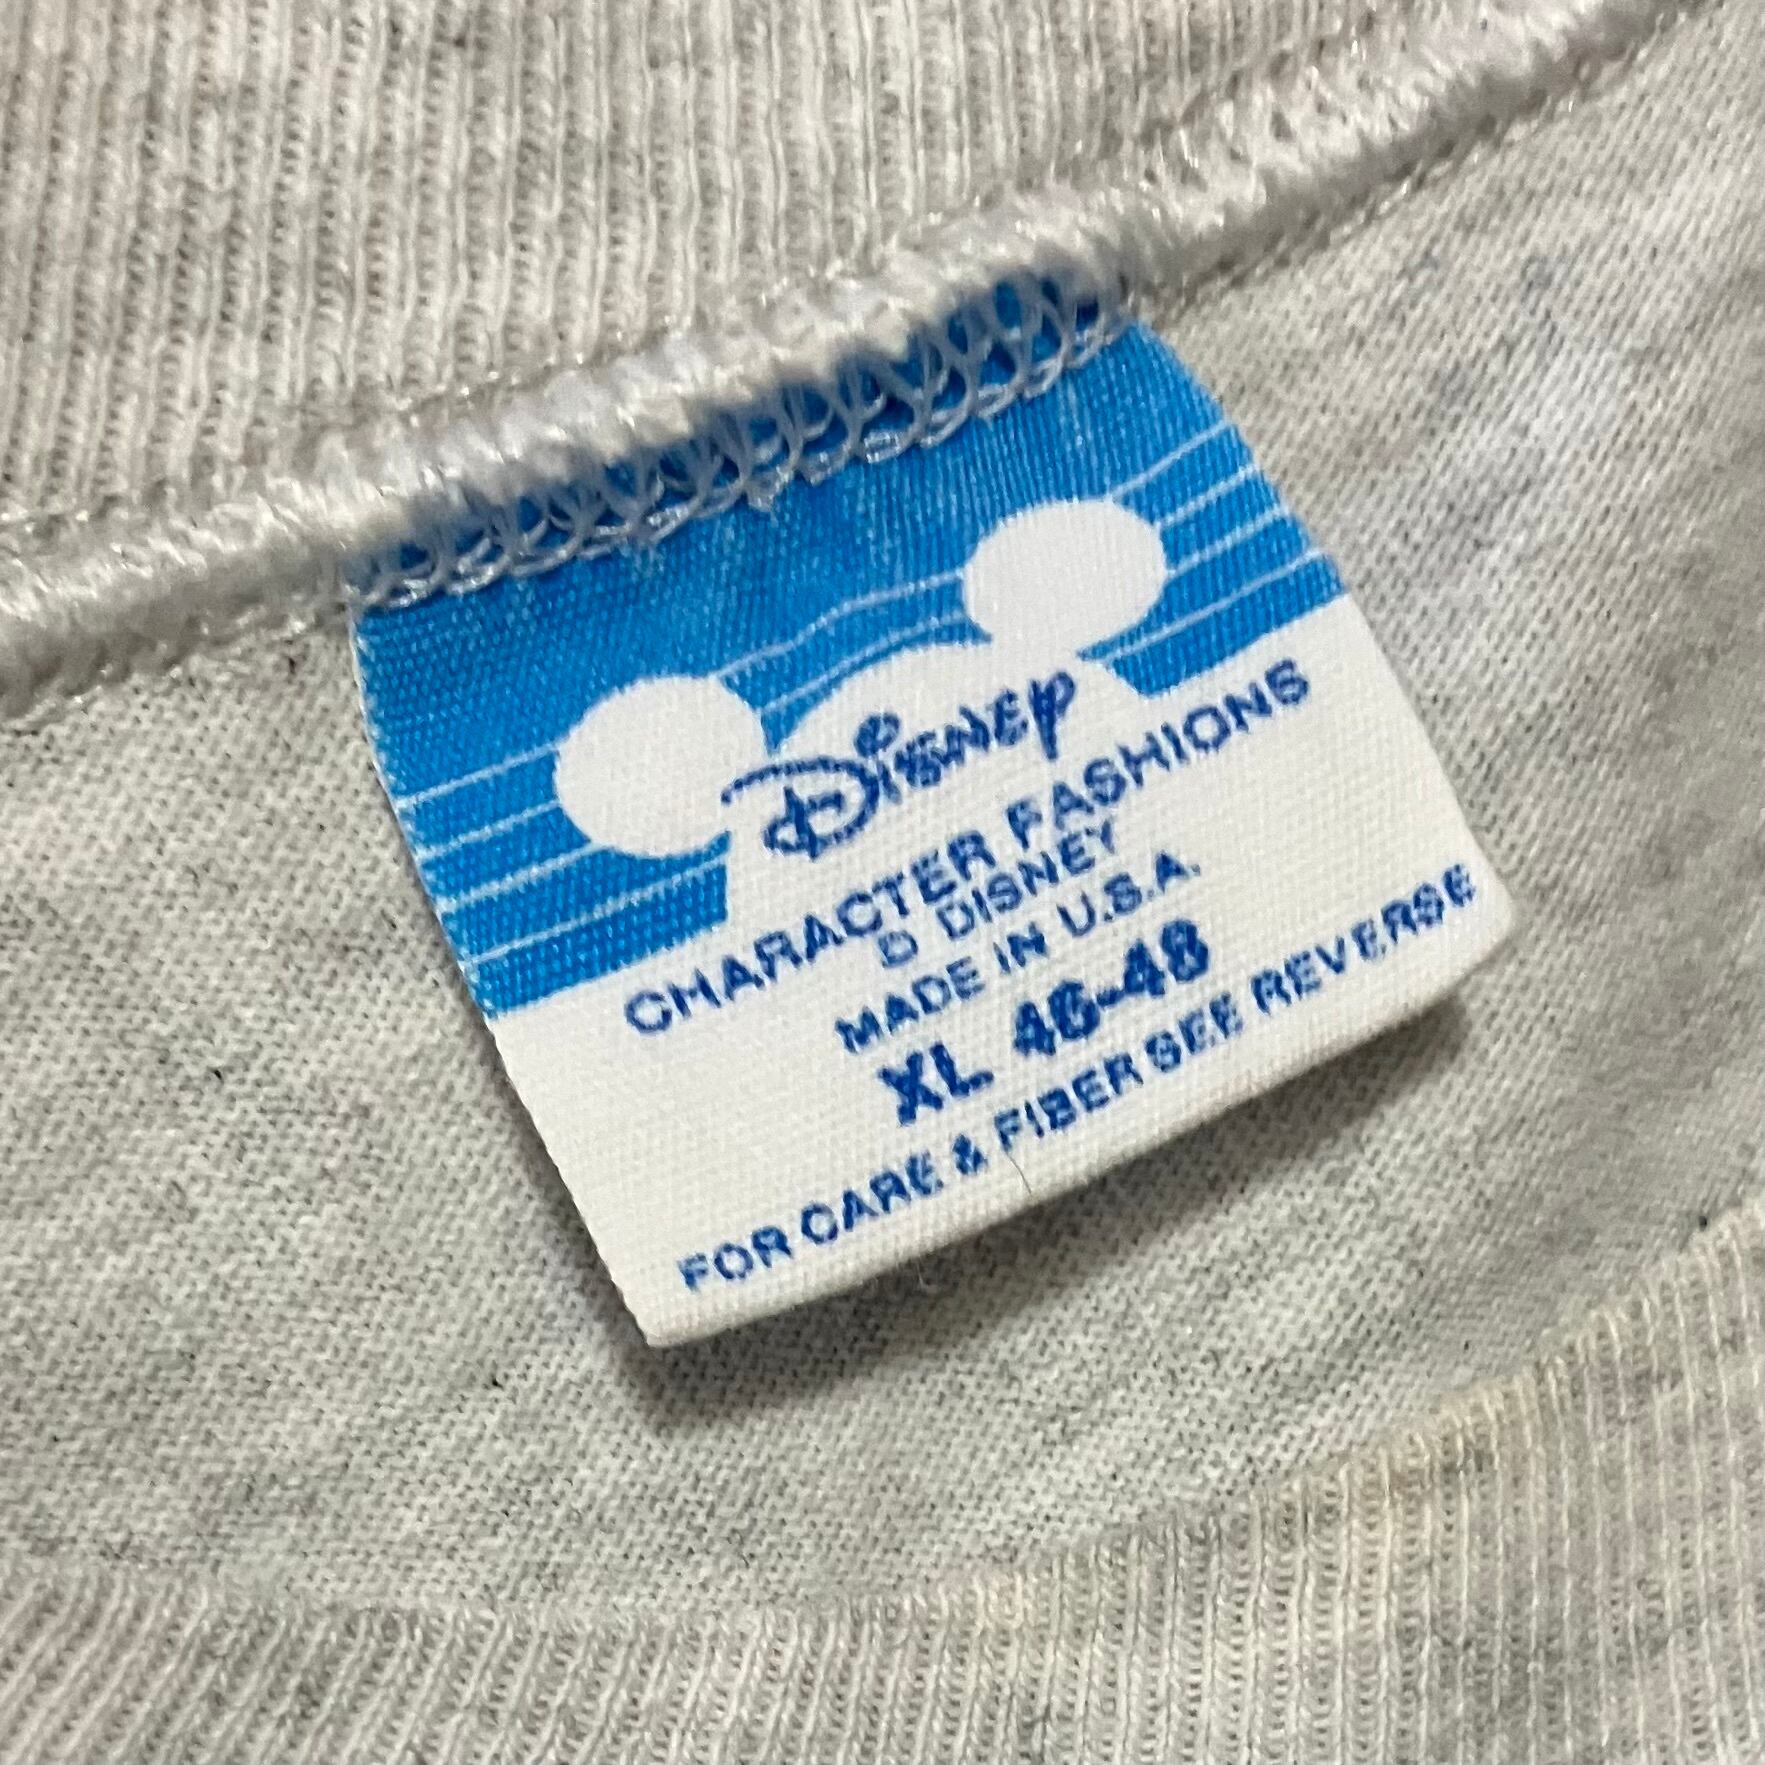 Disney
CHARACTER FASHIONS
D DISNEY
MADE IN U.S.A.
XL 46-48
FOR CARE & FIBER SEE REVERSE